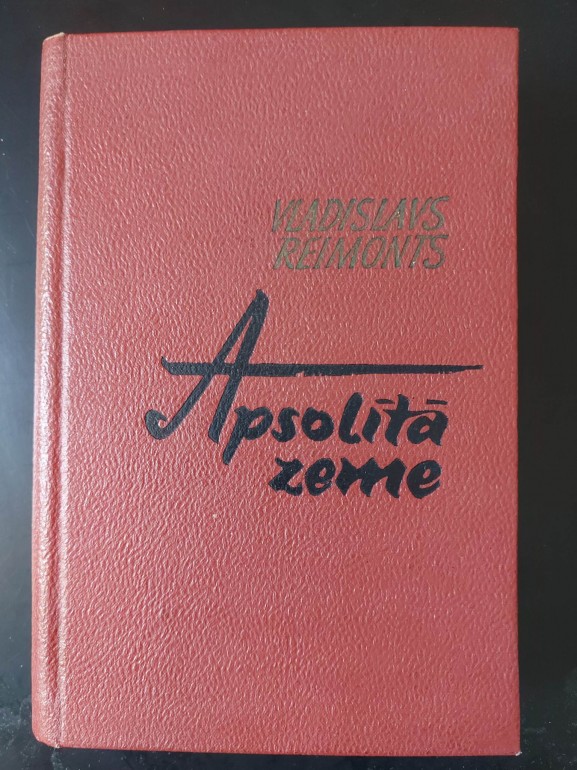 VLADISLAVS
REIMONTS
Apsolītā
zeme